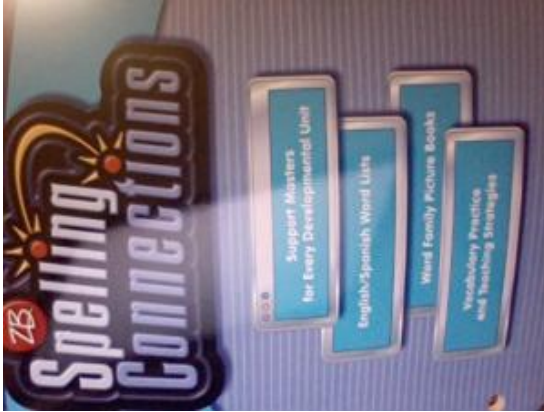 ZB
Spelling
Connections
Support Masters
for Every Developmental Unit
English/Spanish Word Lists
Word Family Picture Books
Vocabulary Practice
and Teaching Strategies